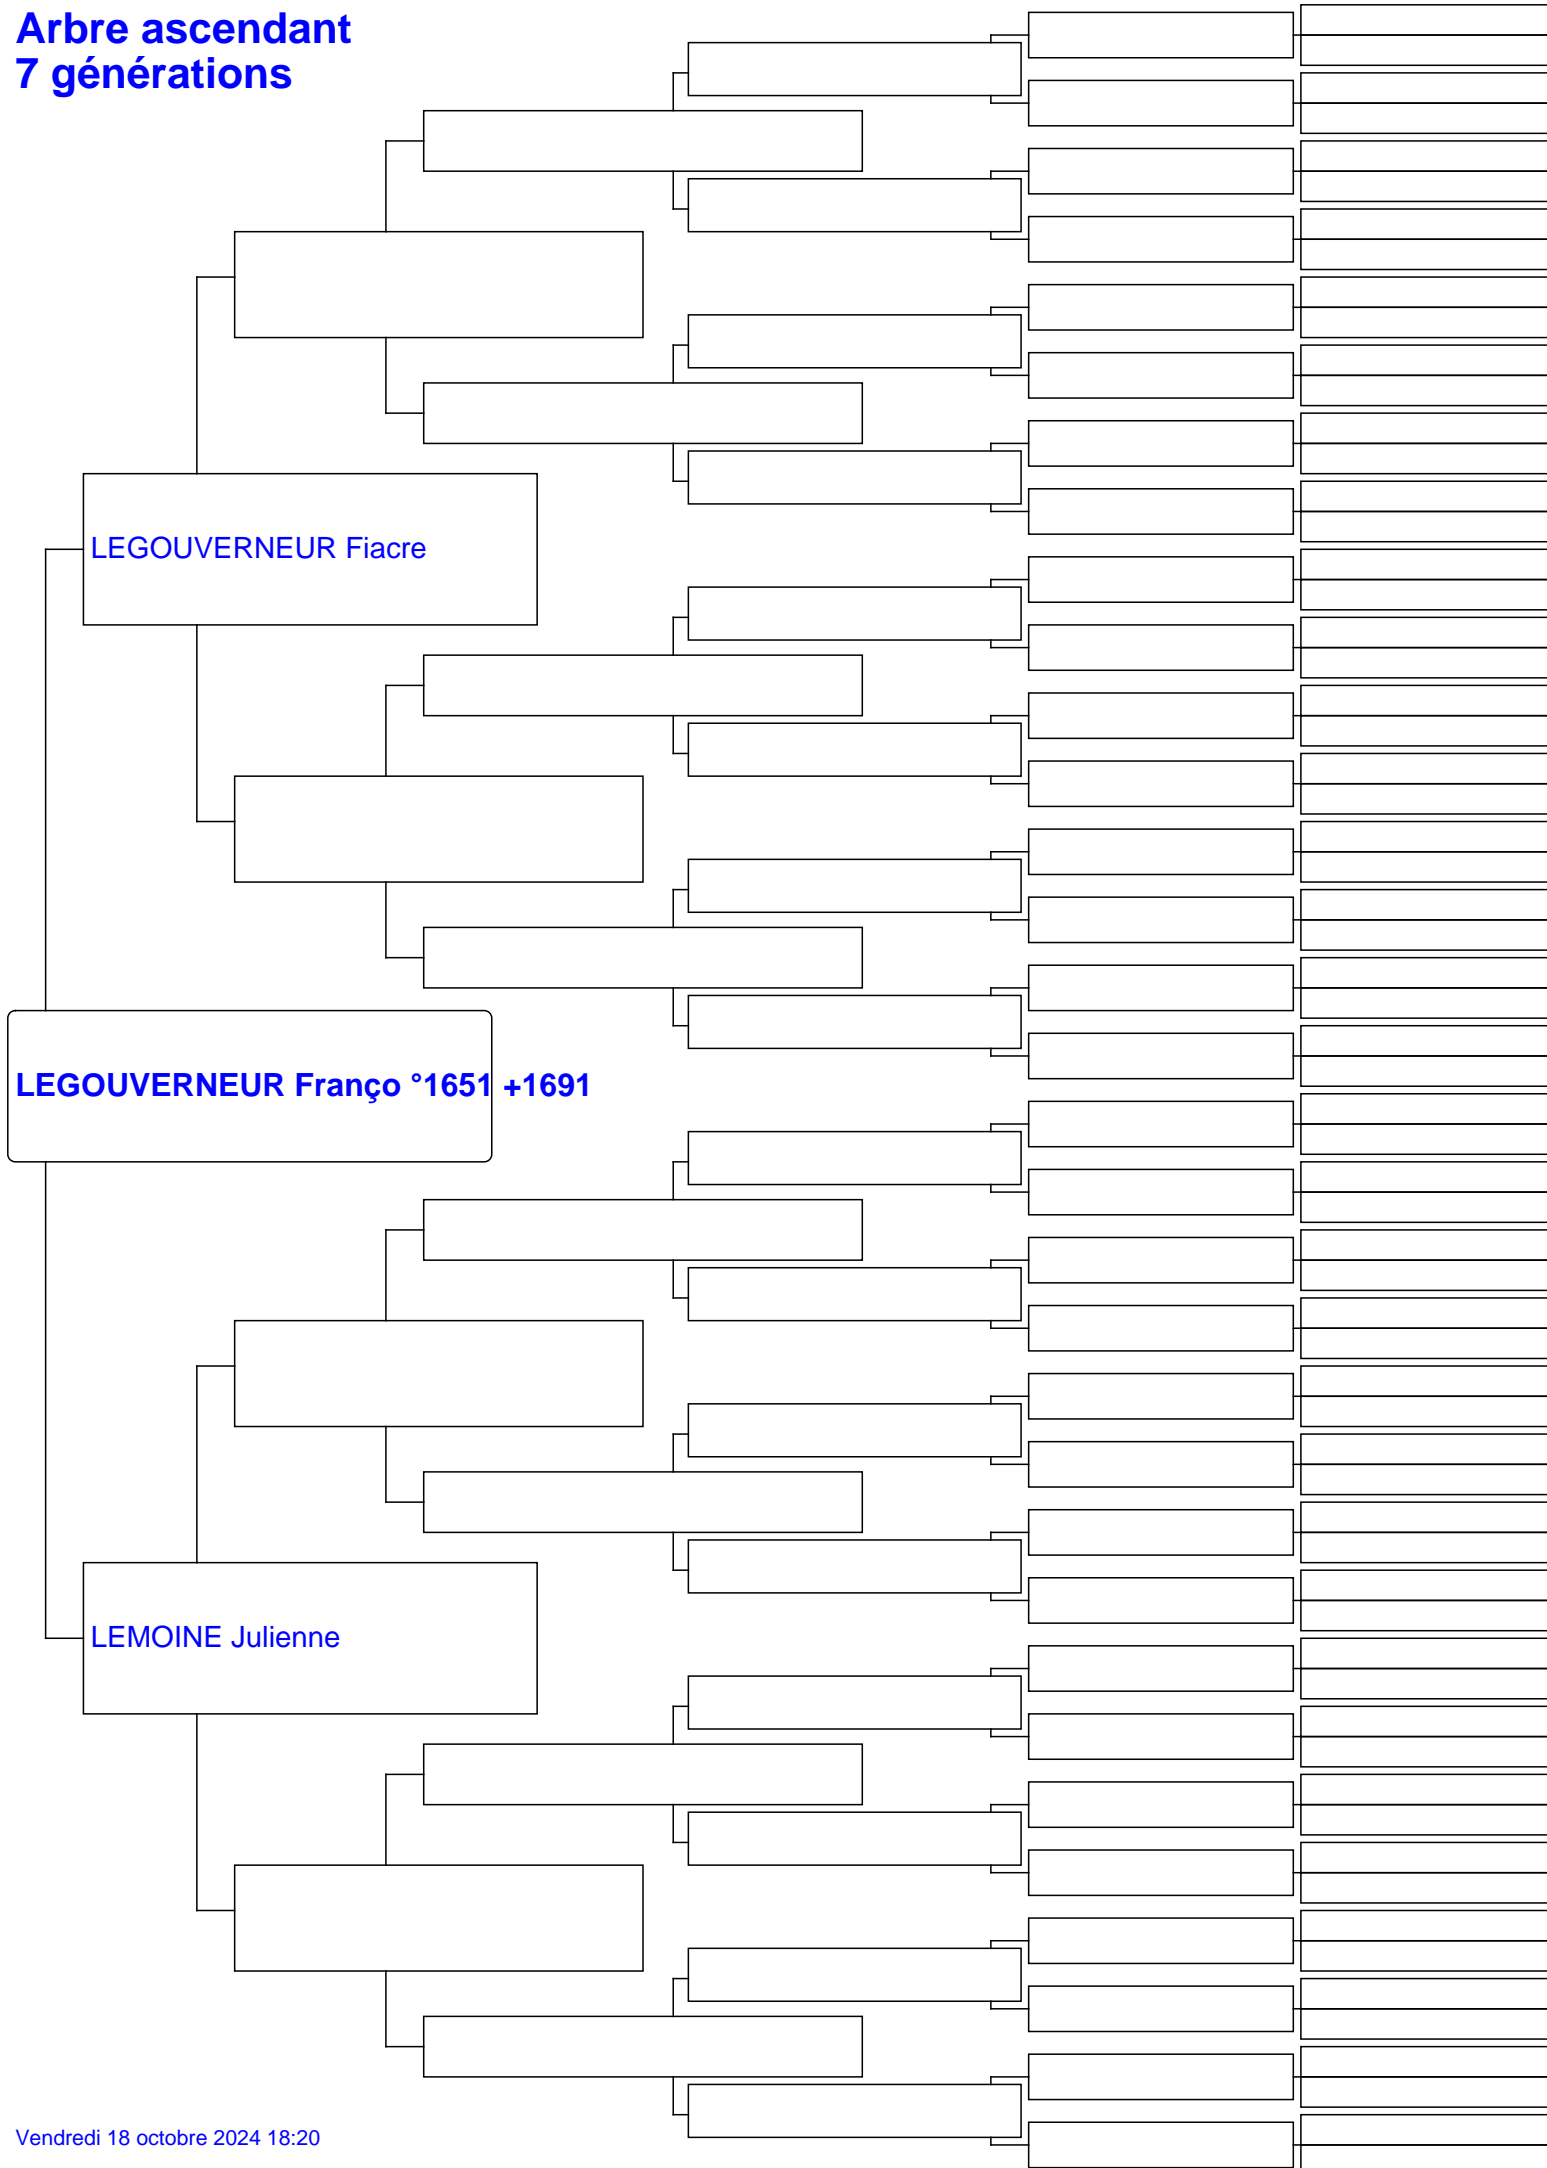 Arbre ascendant
7 générations
LEGOUVERNEUR Fiacre
LEGOUVERNEUR Franço °1651 +1691
LEMOINE Julienne
Vendredi 18 octobre 2024 18:20